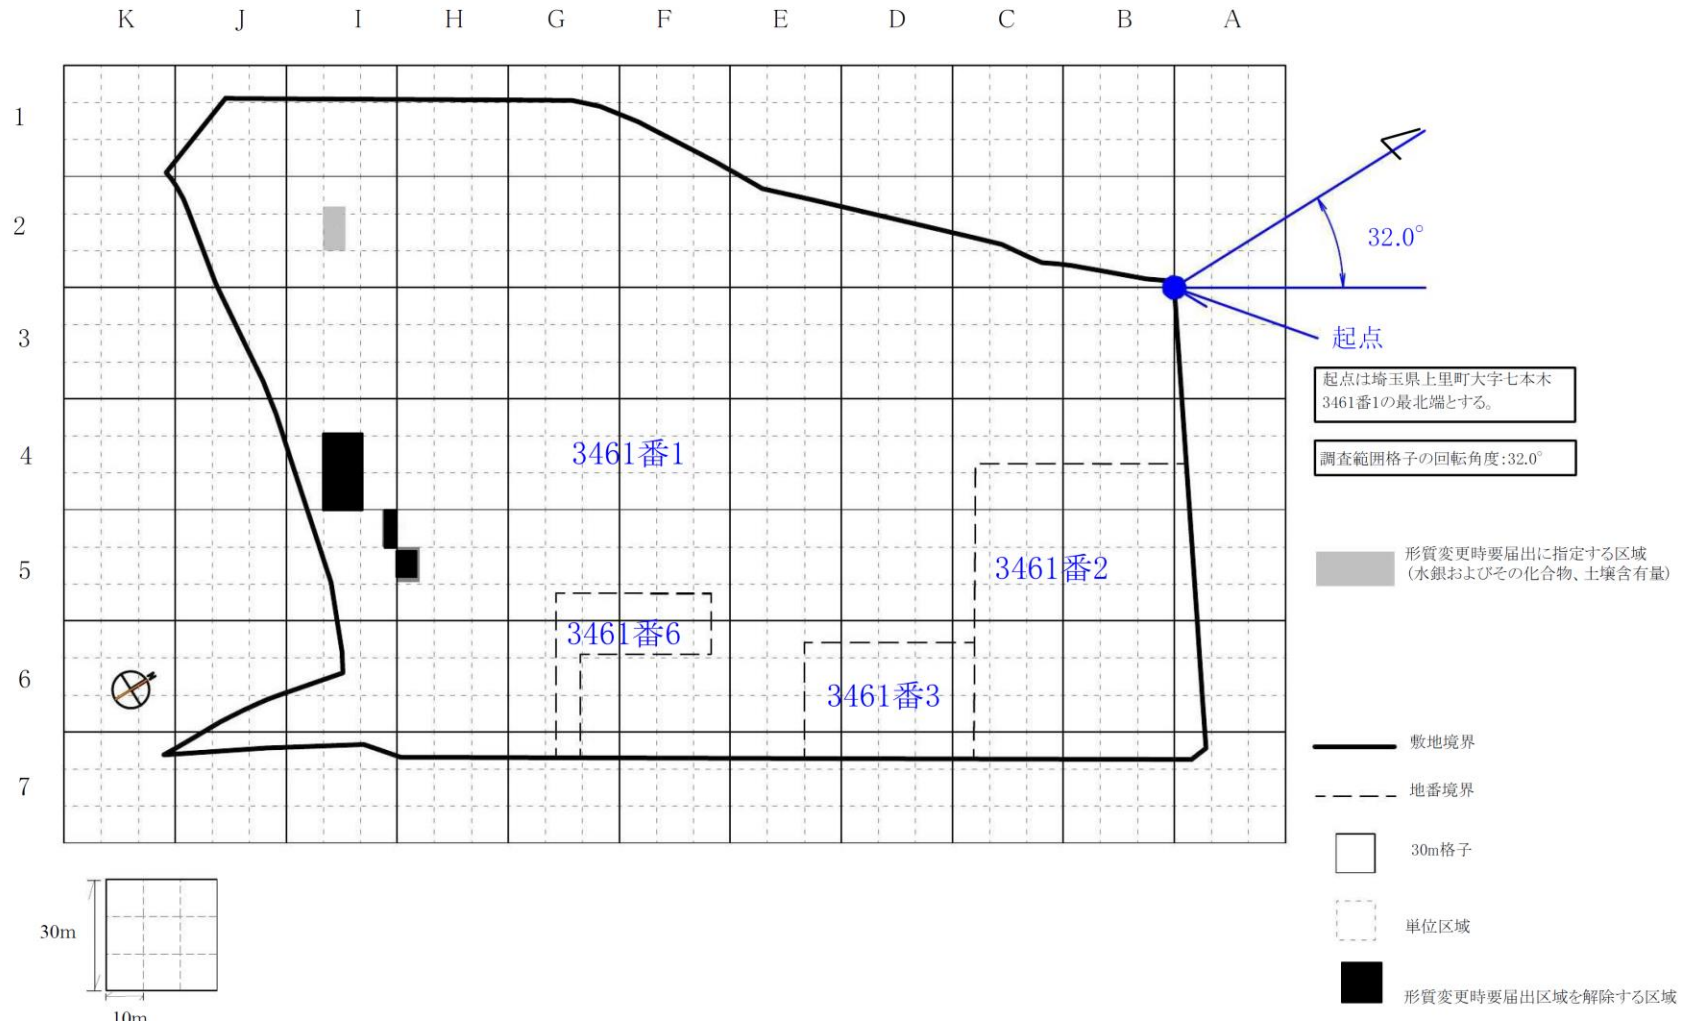 K J I H G F E D C B A
1
2
32.0°
3
起点
起点は埼玉県上里町大字七本木
3461番1の最北端とする。
4
3461番1
調査範囲格子の回転角度:32.0°
5
3461番2
形質変更時要届出に指定する区域
(水銀およびその化合物、土壌含有量)
3461番6
6
3461番3
敷地境界
7
地番境界
30m格子
30m
単位区域
形質変更時要届出区域を解除する区域
10m